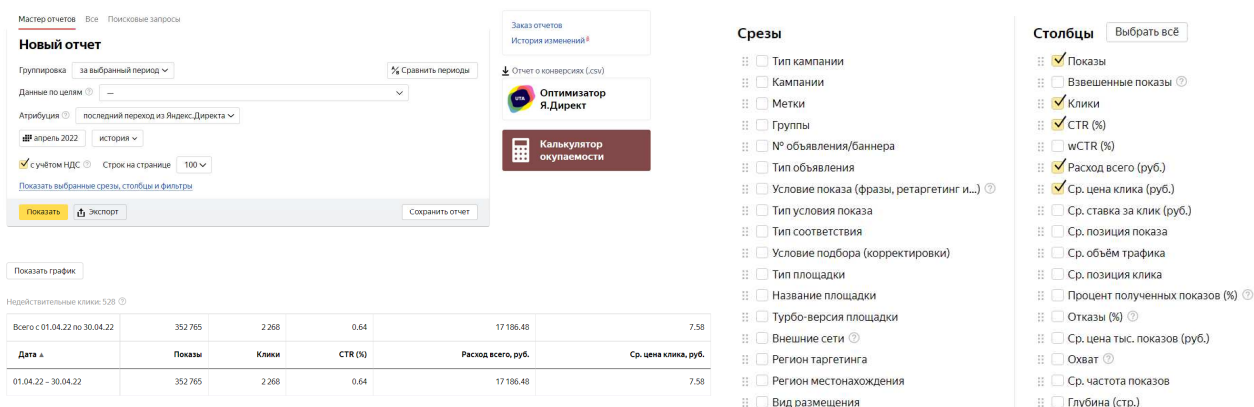 Мастер отчетов Все Поисковые запросы
Новый отчет
Группировка за выбранный период Сравнить периоды
Данные по целям —
Атрибуция последний переход из Яндекс.Директа
апрель 2022 история
с учётом НДС Строк на странице 100
Показать выбранные срезы, столбцы и фильтры
Показать Экспорт Сохранить отчет
Заказ отчетов
История изменений β
Отчет о конверсиях (.csv)
UTA
Оптимизатор
Я.Директ
Калькулятор
окупаемости
Показать график
Недействительные клики: 528
Всего с 01.04.22 по 30.04.22 352 765 2 268 0.64 17 186.48 7.58
Дата ▲ Показы Клики CTR (%) Расход всего, руб. Ср. цена клика, руб.
01.04.22 – 30.04.22 352 765 2 268 0.64 17 186.48 7.58
Срезы
Тип кампании
Кампании
Метки
Группы
№ объявления/баннера
Тип объявления
Условие показа (фразы, ретаргетинг и...)
Тип условия показа
Тип соответствия
Условие подбора (корректировки)
Тип площадки
Название площадки
Турбо-версия площадки
Внешние сети
Регион таргетинга
Регион местонахождения
Вид размещения
Столбцы Выбрать всё
Показы
Взвешенные показы
Клики
CTR (%)
wCTR (%)
Расход всего (руб.)
Ср. цена клика (руб.)
Ср. ставка за клик (руб.)
Ср. позиция показа
Ср. объём трафика
Ср. позиция клика
Процент полученных показов (%)
Отказы (%)
Ср. цена тыс. показов (руб.)
Охват
Ср. частота показов
Глубина (стр.)